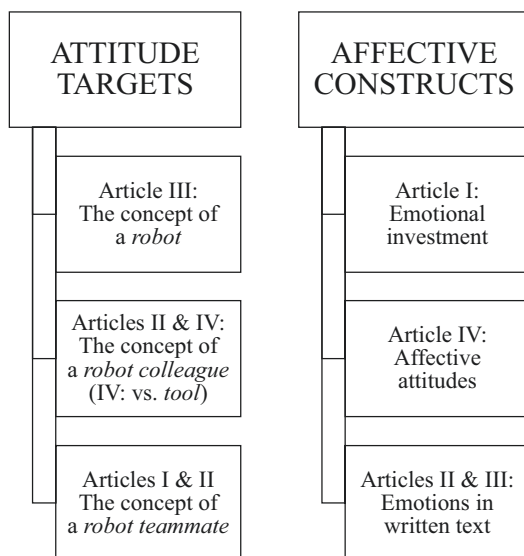 ATTITUDE
TARGETS
Article III:
The concept of
a robot
Articles II & IV:
The concept of
a robot colleague
(IV: vs. tool)
Articles I & II
The concept of
a robot teammate
AFFECTIVE
CONSTRUCTS
Article I:
Emotional
investment
Article IV:
Affective
attitudes
Articles II & III:
Emotions in
written text